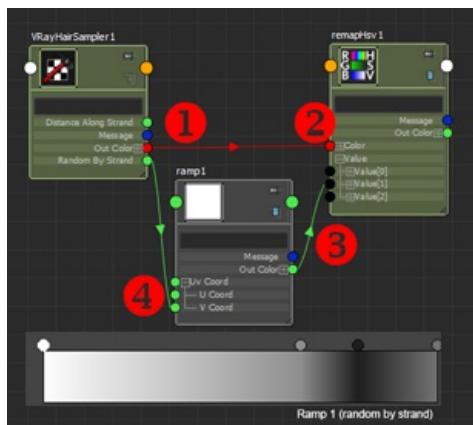 VRayHairSampler1
Distance Along Strand
Message
Out Color
Random By Strand
1
remapHsv1
R H
G S
B V
Message
Out Color
2
Color
Value
Value[0]
Value[1]
Value[2]
ramp1
Message
Out Color
3
4
Uv Coord
U Coord
V Coord
Ramp 1 (random by strand)